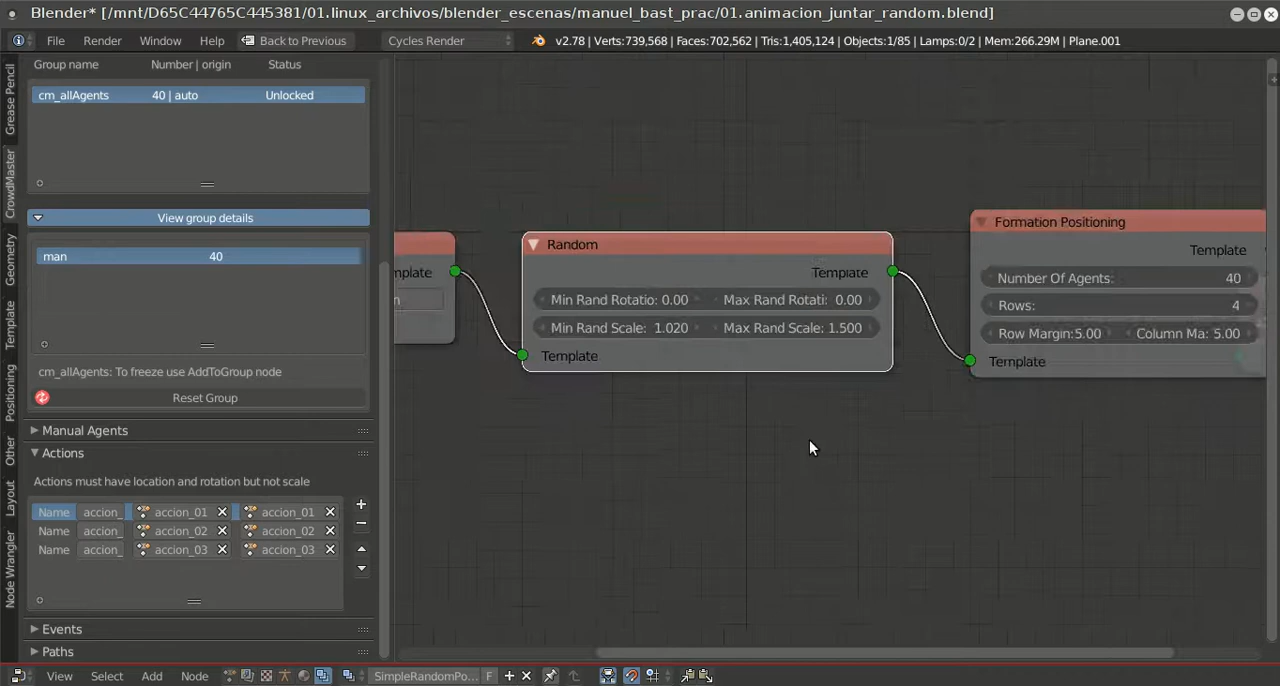 Blender* [/mnt/D65C44765C445381/01.linux_archivos/blender_escenas/manuel_bast_prac/01.animacion_juntar_random.blend]
File Render Window Help Back to Previous Cycles Render v2.78 | Verts:739,568 | Faces:702,562 | Tris:1,405,124 | Objects:1/85 | Lamps:0/2 | Mem:266.29M | Plane.001
Grease Pencil
CrowdMaster
Geometry
Template
Positioning
Other
Layout
Node Wrangler
Group name Number | origin Status
cm_allAgents 40 | auto Unlocked
View group details
man 40
cm_allAgents: To freeze use AddToGroup node
Reset Group
Manual Agents
Actions
Actions must have location and rotation but not scale
Name accion_ accion_01 accion_01
Name accion_ accion_02 accion_02
Name accion_ accion_03 accion_03
Events
Paths
mplate
n
Random
Template
Min Rand Rotatio: 0.00 Max Rand Rotati: 0.00
Min Rand Scale: 1.020 Max Rand Scale: 1.500
Template
Formation Positioning
Template
Number Of Agents: 40
Rows: 4
Row Margin:5.00 Column Ma: 5.00
Template
View Select Add Node SimpleRandomPo... F